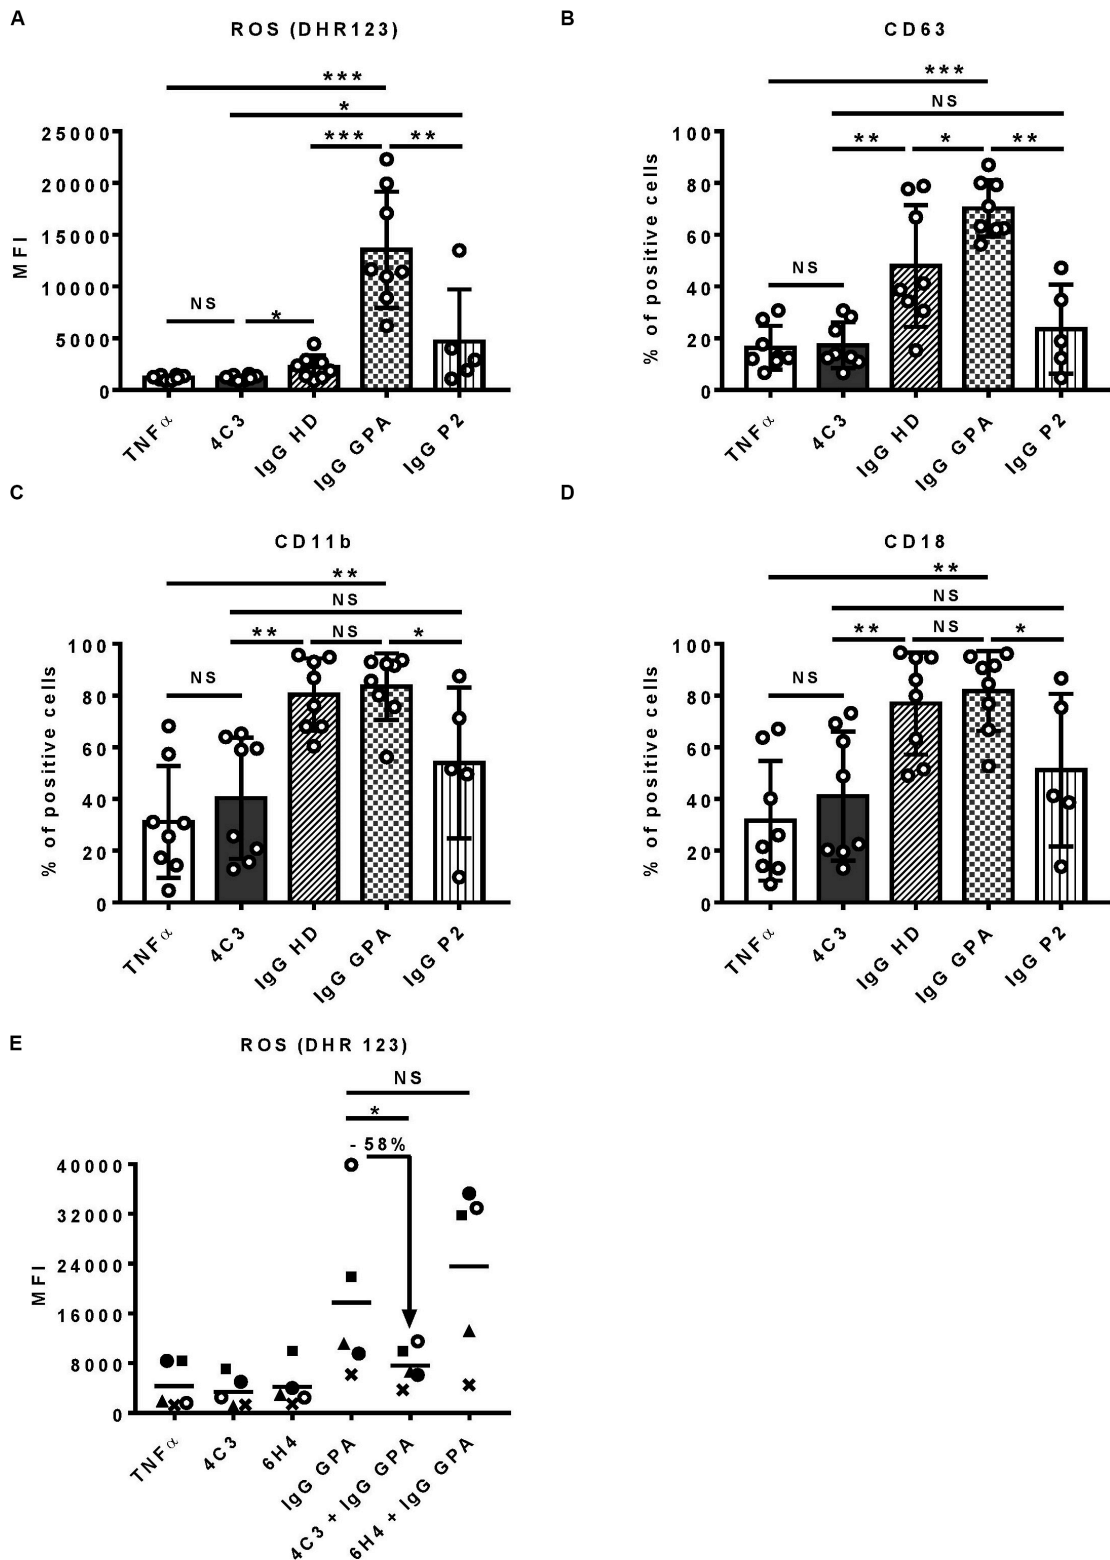 A
ROS (DHR123)
***
*
*** **
25000
20000
15000
10000
5000
0
MFI
NS *
TNFα 4C3 IgG HD IgG GPA IgG P2
B
CD63
***
NS
** * **
100
80
60
40
20
0
% of positive cells
NS
TNFα 4C3 IgG HD IgG GPA IgG P2
C
CD11b
**
NS
** NS *
100
80
60
40
20
0
% of positive cells
NS
TNFα 4C3 IgG HD IgG GPA IgG P2
D
CD18
**
NS
** NS *
100
80
60
40
20
0
% of positive cells
NS
TNFα 4C3 IgG HD IgG GPA IgG P2
E
ROS (DHR 123)
NS
*
- 58%
40000
32000
24000
16000
8000
0
MFI
TNFα 4C3 6H4 IgG GPA 4C3 + IgG GPA 6H4 + IgG GPA